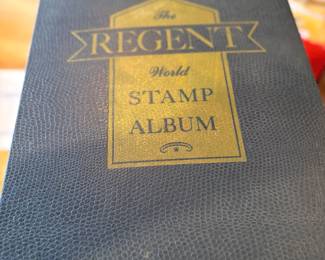 The
REGENT
World
STAMP
ALBUM